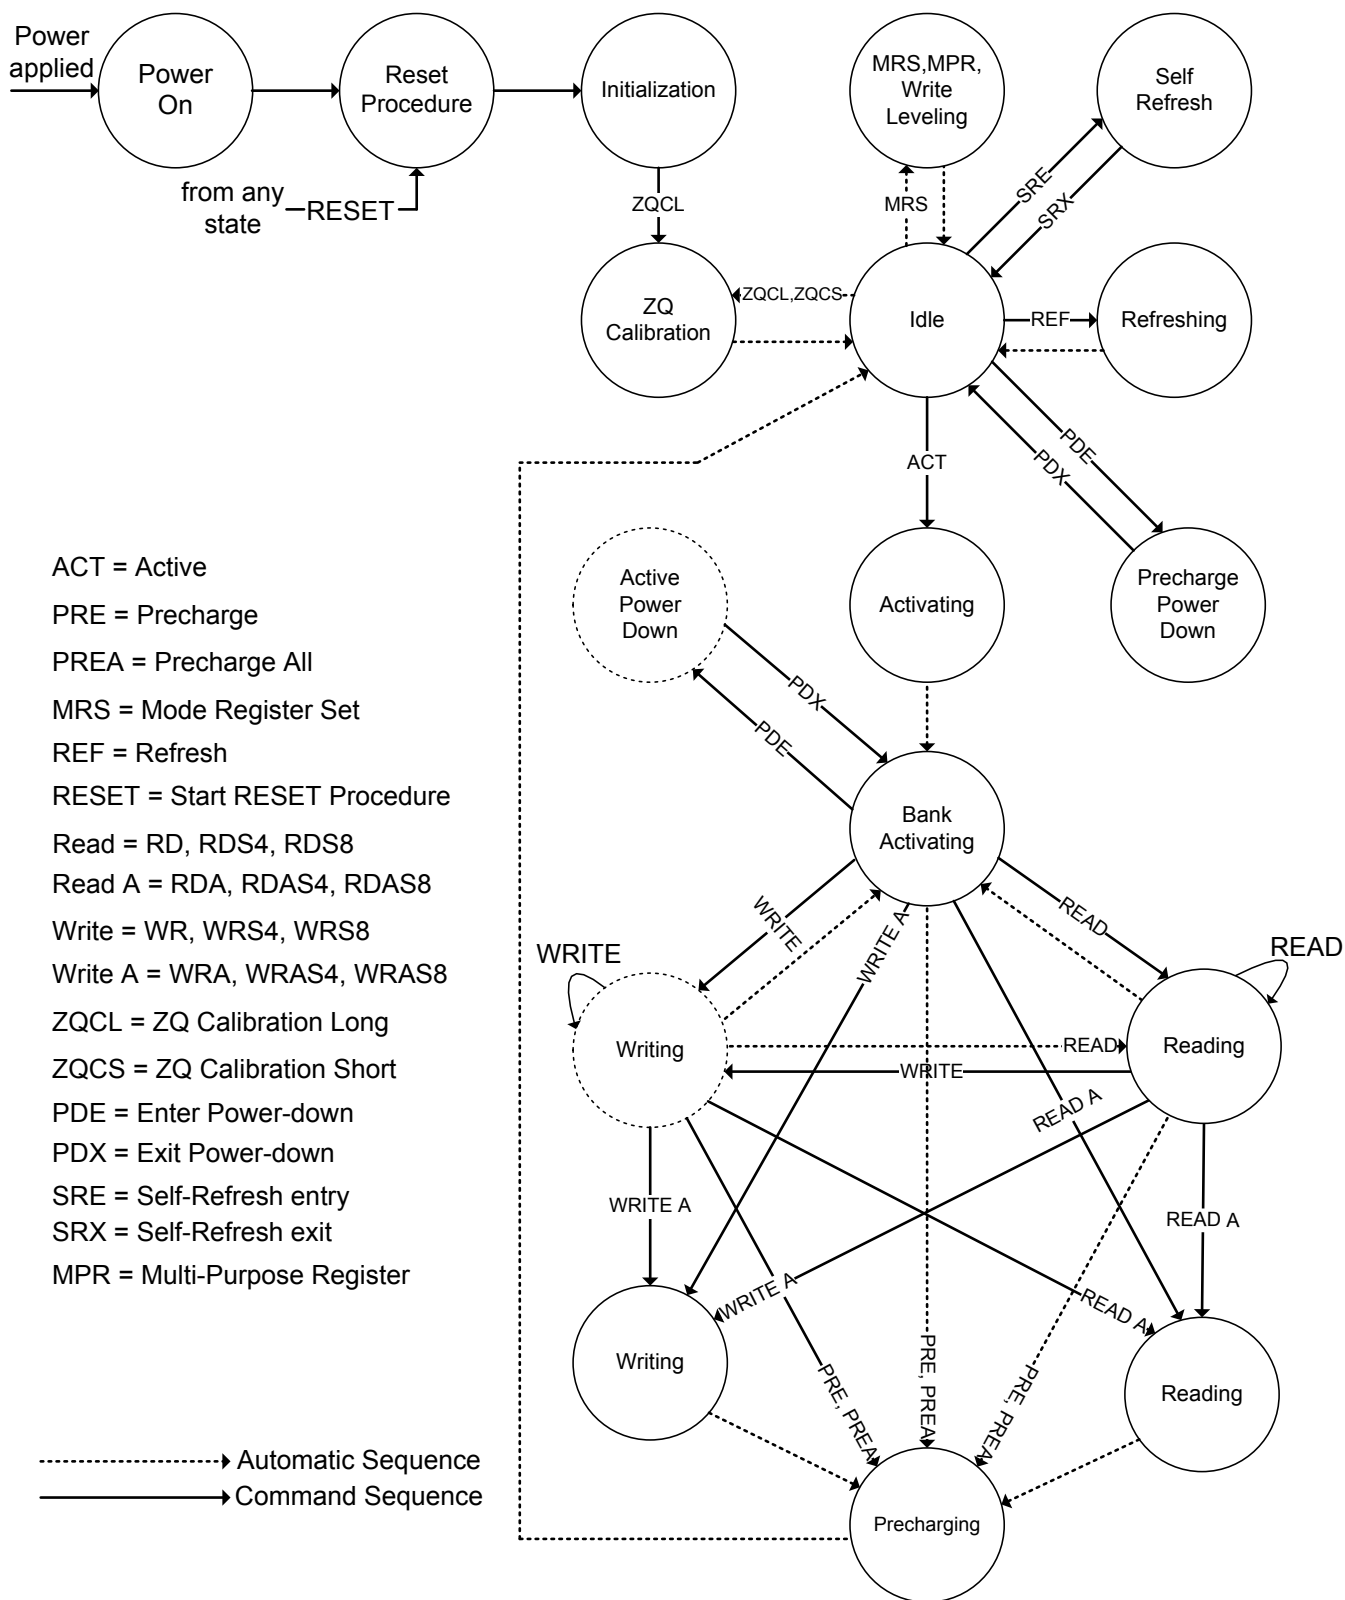 Power
applied
Power
On
Reset
Procedure
Initialization
MRS,MPR,
Write
Leveling
Self
Refresh
from any
state
RESET
ZQCL
MRS
SRE
SRX
ZQ
Calibration
ZQCL,ZQCS
Idle
REF
Refreshing
ACT
PDE
PDX
Active
Power
Down
Activating
Precharge
Power
Down
PDX
PDE
Bank
Activating
WRITE
WRITE A
READ
WRITE
READ
Writing
READ
WRITE
Reading
READ A
WRITE A
READ A
WRITE A
READ A
Writing
PRE, PREA
PRE, PREA
PRE, PREA
Reading
Precharging
ACT = Active
PRE = Precharge
PREA = Precharge All
MRS = Mode Register Set
REF = Refresh
RESET = Start RESET Procedure
Read = RD, RDS4, RDS8
Read A = RDA, RDAS4, RDAS8
Write = WR, WRS4, WRS8
Write A = WRA, WRAS4, WRAS8
ZQCL = ZQ Calibration Long
ZQCS = ZQ Calibration Short
PDE = Enter Power-down
PDX = Exit Power-down
SRE = Self-Refresh entry
SRX = Self-Refresh exit
MPR = Multi-Purpose Register
Automatic Sequence
Command Sequence